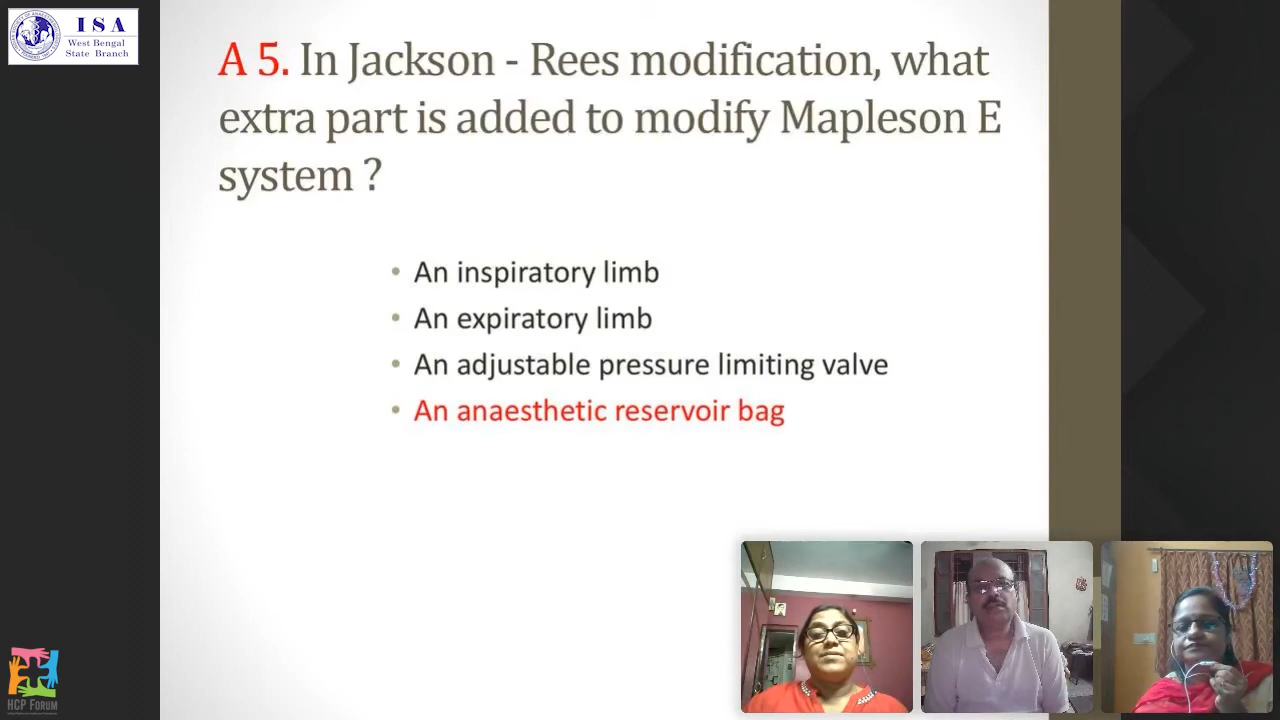 I S A
West Bengal
State Branch
A 5. In Jackson - Rees modification, what
extra part is added to modify Mapleson E
system ?
• An inspiratory limb
• An expiratory limb
• An adjustable pressure limiting valve
• An anaesthetic reservoir bag
HCP FORUM